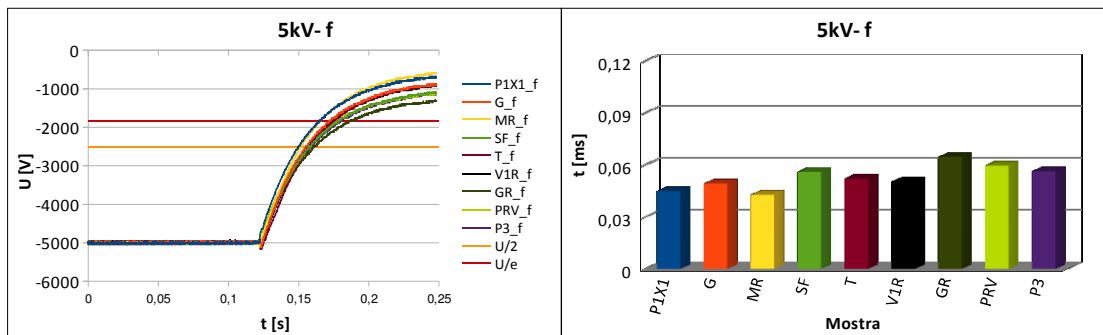 5kV- f
0
-1000
-2000
-3000
-4000
-5000
-6000
U [V]
0
0,05
0,1
0,15
0,2
0,25
t [s]
P1X1_f
G_f
MR_f
SF_f
T_f
V1R_f
GR_f
PRV_f
P3_f
U/2
U/e
5kV- f
0,12
0,09
0,06
0,03
0
t [ms]
P1X1
G
MR
SF
T
V1R
GR
PRV
P3
Mostra